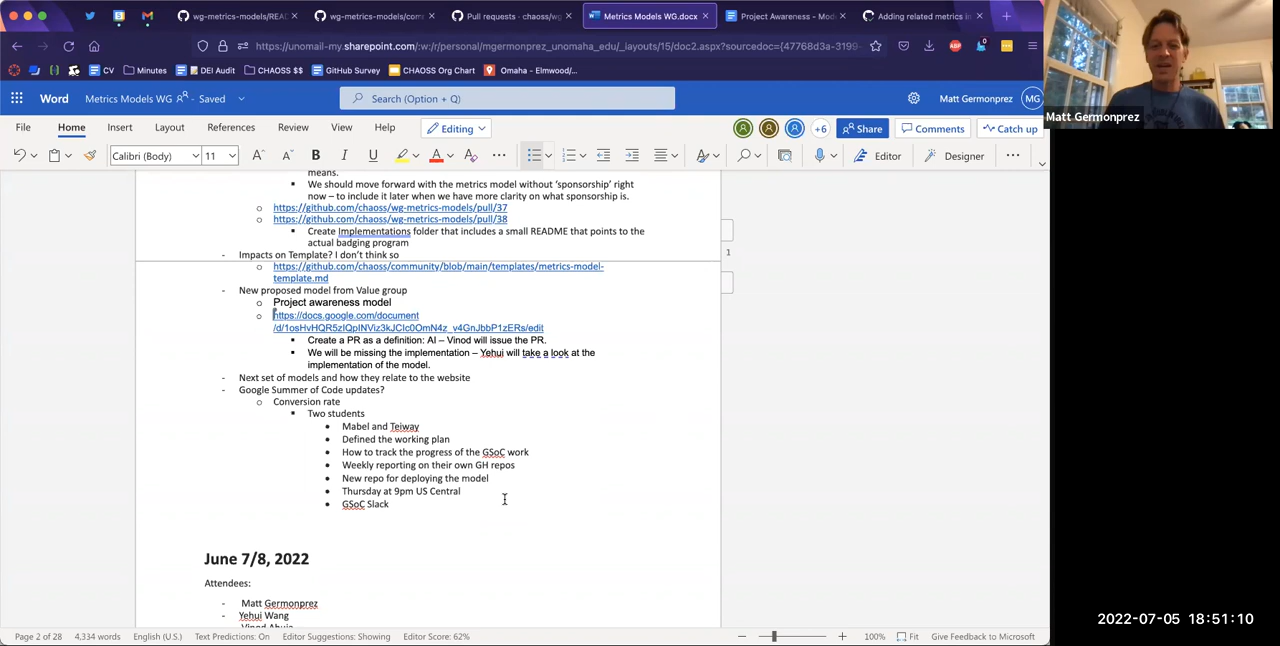 wg-metrics-models/REA
wg-metrics-models/com
Pull requests · chaoss/wg
Metrics Models WG.docx
Project Awareness - Mod
Adding related metrics in
https://unomail-my.sharepoint.com/:w:/r/personal/mgermonprez_unomaha_edu/_layouts/15/doc2.aspx?sourcedoc={47768d3a-3199-
CV
Minutes
DEI Audit
CHAOSS $$
GitHub Survey
CHAOSS Org Chart
Omaha - Elmwood/...
Matt Germonprez
Word
Metrics Models WG - Saved
Search (Option + Q)
Matt Germonprez
MG
File
Home
Insert
Layout
References
Review
View
Help
Editing
+6
Share
Comments
Catch up
Calibri (Body)
11
B
I
U
Editor
Designer
means.
We should move forward with the metrics model without 'sponsorship' right
now – to include it later when we have more clarity on what sponsorship is.
https://github.com/chaoss/wg-metrics-models/pull/37
https://github.com/chaoss/wg-metrics-models/pull/38
Create Implementations folder that includes a small README that points to the
actual badging program
1
- Impacts on Template? I don't think so
https://github.com/chaoss/community/blob/main/templates/metrics-model-
template.md
- New proposed model from Value group
Project awareness model
https://docs.google.com/document
/d/1osHvHQR5zIQpINViz3kJCIc0OmN4z_v4GnJbbP1zERs/edit
Create a PR as a definition: AI – Vinod will issue the PR.
We will be missing the implementation – Yehui will take a look at the
implementation of the model.
- Next set of models and how they relate to the website
- Google Summer of Code updates?
Conversion rate
Two students
Mabel and Teiway
Defined the working plan
How to track the progress of the GSoC work
Weekly reporting on their own GH repos
New repo for deploying the model
Thursday at 9pm US Central
GSoC Slack
June 7/8, 2022
Attendees:
- Matt Germonprez
- Yehui Wang
Vinod Ahuja
2022-07-05 18:51:10
Page 2 of 28
4,334 words
English (U.S.)
Text Predictions: On
Editor Suggestions: Showing
Editor Score: 62%
100%
Fit
Give Feedback to Microsoft